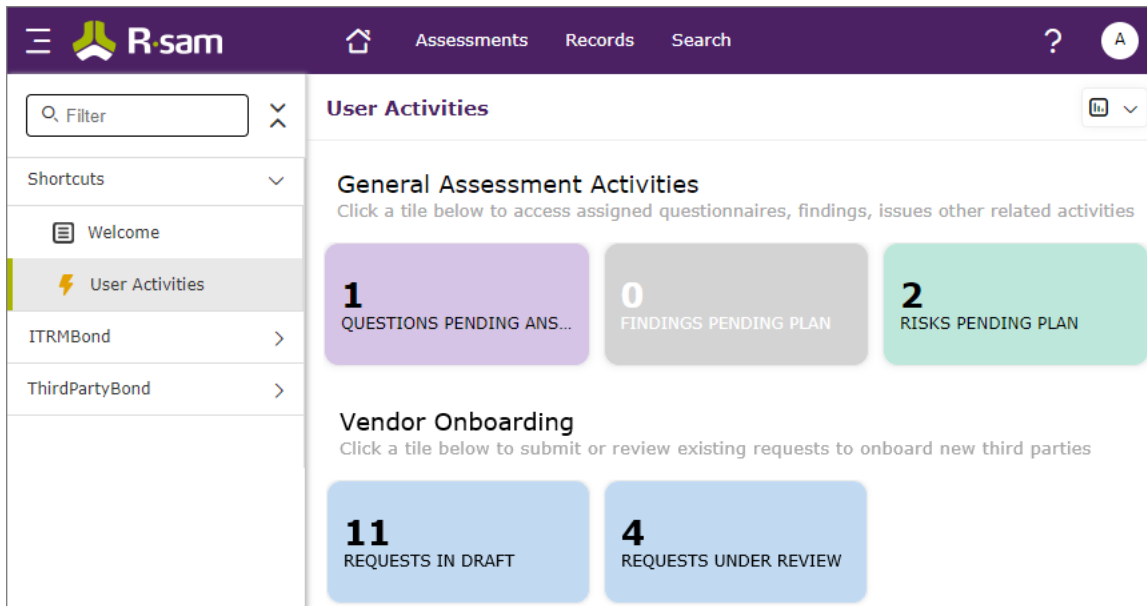 R·sam
Assessments Records Search ? A
Filter
User Activities
Shortcuts
Welcome
User Activities
ITRMBond
ThirdPartyBond
General Assessment Activities
Click a tile below to access assigned questionnaires, findings, issues other related activities
1
QUESTIONS PENDING ANS...
0
FINDINGS PENDING PLAN
2
RISKS PENDING PLAN
Vendor Onboarding
Click a tile below to submit or review existing requests to onboard new third parties
11
REQUESTS IN DRAFT
4
REQUESTS UNDER REVIEW